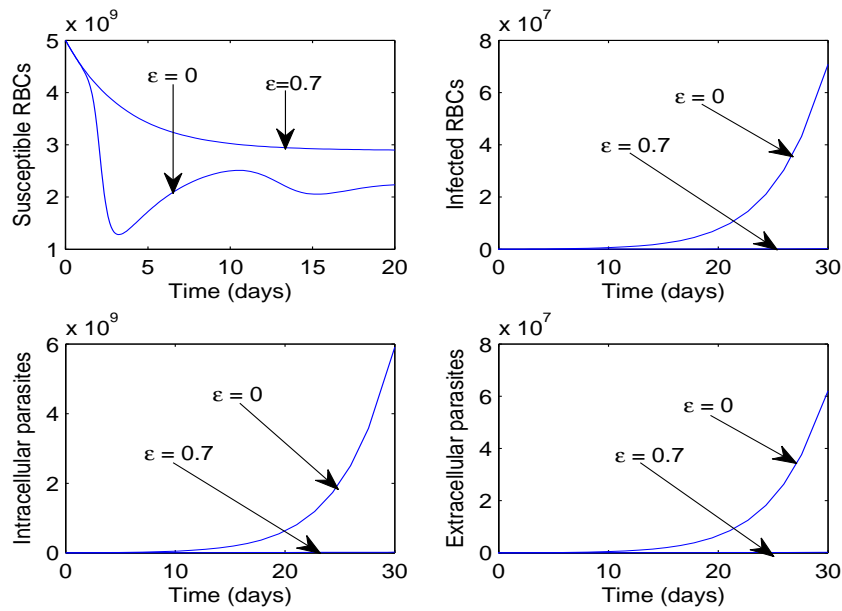 x 10^9
5
4
3
2
1
0 5 10 15 20
Time (days)
Susceptible RBCs
ε = 0
ε=0.7
x 10^7
8
6
4
2
0
0 10 20 30
Time (days)
Infected RBCs
ε = 0
ε = 0.7
x 10^9
6
4
2
0
0 10 20 30
Time (days)
Intracellular parasites
ε = 0
ε = 0.7
x 10^7
8
6
4
2
0
0 10 20 30
Time (days)
Extracellular parasites
ε = 0
ε = 0.7